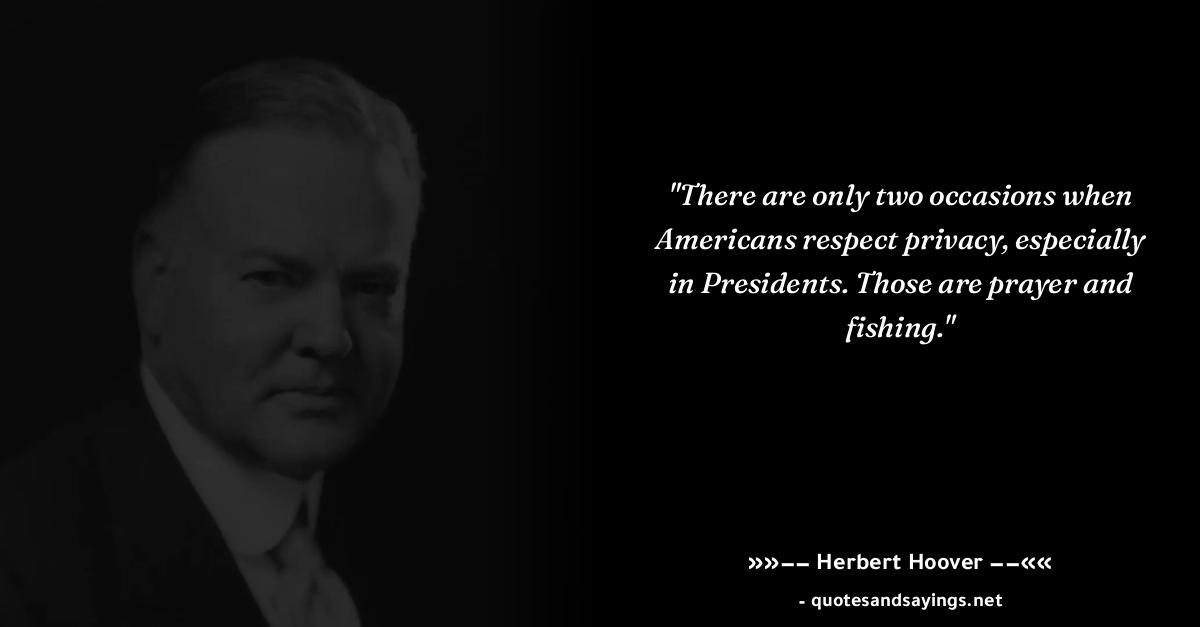 "There are only two occasions when
Americans respect privacy, especially
in Presidents. Those are prayer and
fishing."
»»−− Herbert Hoover −−««
- quotesandsayings.net